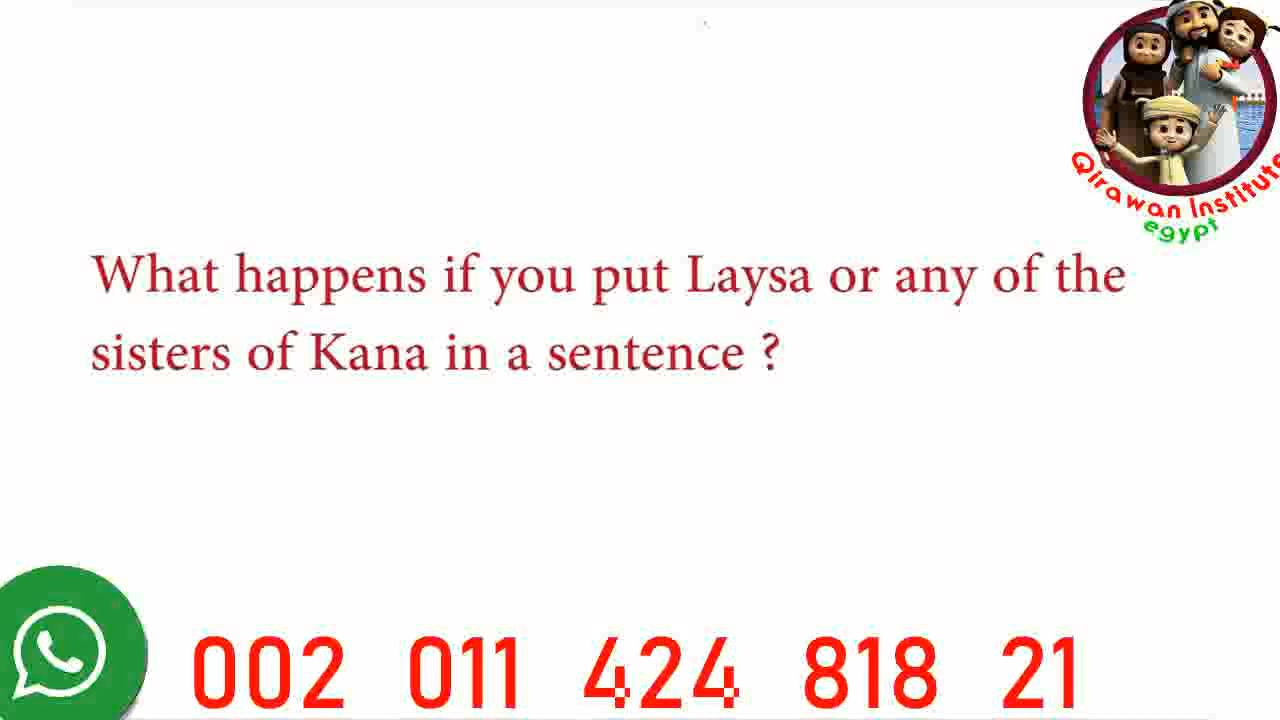 Qirawan Institute
egypt
What happens if you put Laysa or any of the
sisters of Kana in a sentence ?
002 011 424 818 21